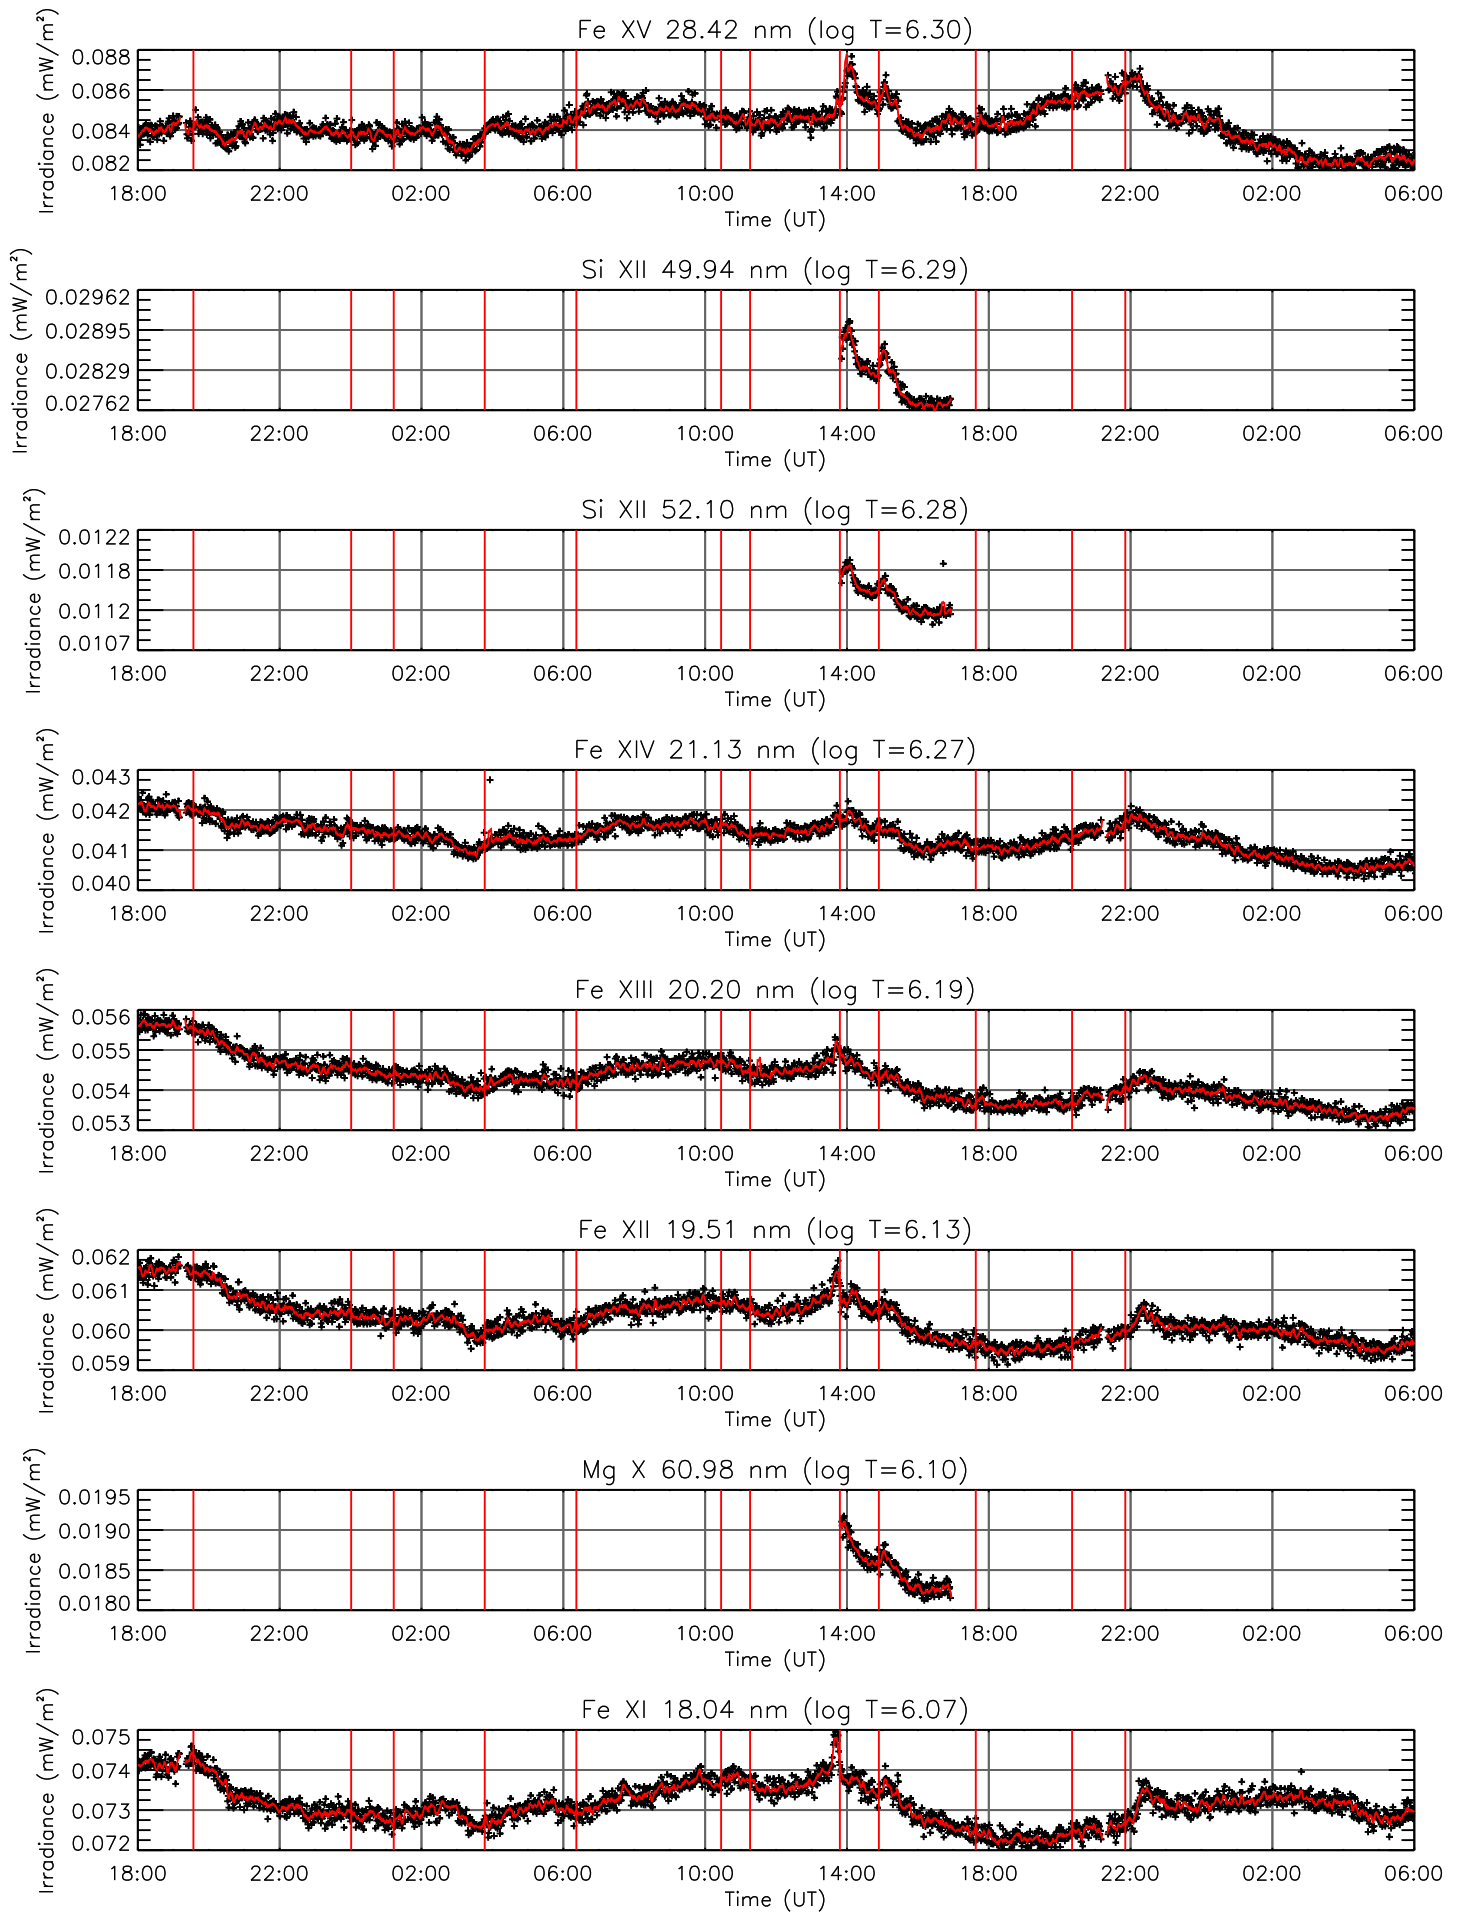 Fe XV 28.42 nm (log T=6.30)
Irradiance (mW/m²)
0.088
0.086
0.084
0.082
18:00 22:00 02:00 06:00 10:00 14:00 18:00 22:00 02:00 06:00
Time (UT)
Si XII 49.94 nm (log T=6.29)
Irradiance (mW/m²)
0.02962
0.02895
0.02829
0.02762
18:00 22:00 02:00 06:00 10:00 14:00 18:00 22:00 02:00 06:00
Time (UT)
Si XII 52.10 nm (log T=6.28)
Irradiance (mW/m²)
0.0122
0.0118
0.0112
0.0107
18:00 22:00 02:00 06:00 10:00 14:00 18:00 22:00 02:00 06:00
Time (UT)
Fe XIV 21.13 nm (log T=6.27)
Irradiance (mW/m²)
0.043
0.042
0.041
0.040
18:00 22:00 02:00 06:00 10:00 14:00 18:00 22:00 02:00 06:00
Time (UT)
Fe XIII 20.20 nm (log T=6.19)
Irradiance (mW/m²)
0.056
0.055
0.054
0.053
18:00 22:00 02:00 06:00 10:00 14:00 18:00 22:00 02:00 06:00
Time (UT)
Fe XII 19.51 nm (log T=6.13)
Irradiance (mW/m²)
0.062
0.061
0.060
0.059
18:00 22:00 02:00 06:00 10:00 14:00 18:00 22:00 02:00 06:00
Time (UT)
Mg X 60.98 nm (log T=6.10)
Irradiance (mW/m²)
0.0195
0.0190
0.0185
0.0180
18:00 22:00 02:00 06:00 10:00 14:00 18:00 22:00 02:00 06:00
Time (UT)
Fe XI 18.04 nm (log T=6.07)
Irradiance (mW/m²)
0.075
0.074
0.073
0.072
18:00 22:00 02:00 06:00 10:00 14:00 18:00 22:00 02:00 06:00
Time (UT)